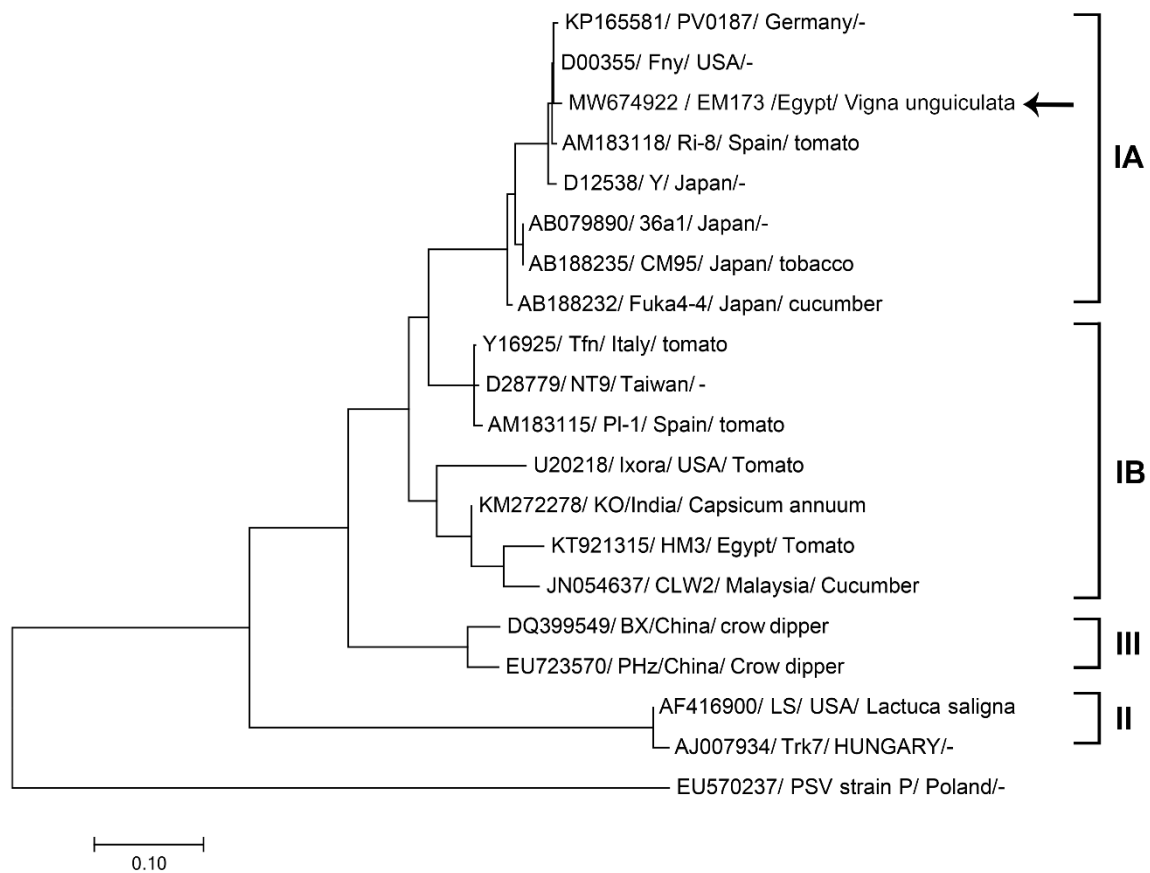 KP165581/ PV0187/ Germany/-
D00355/ Fny/ USA/-
MW674922 / EM173 /Egypt/ Vigna unguiculata
AM183118/ Ri-8/ Spain/ tomato
IA
D12538/ Y/ Japan/-
AB079890/ 36a1/ Japan/-
AB188235/ CM95/ Japan/ tobacco
AB188232/ Fuka4-4/ Japan/ cucumber
Y16925/ Tfn/ Italy/ tomato
D28779/ NT9/ Taiwan/ -
AM183115/ PI-1/ Spain/ tomato
U20218/ Ixora/ USA/ Tomato
IB
KM272278/ KO/India/ Capsicum annuum
KT921315/ HM3/ Egypt/ Tomato
JN054637/ CLW2/ Malaysia/ Cucumber
DQ399549/ BX/China/ crow dipper
III
EU723570/ PHz/China/ Crow dipper
AF416900/ LS/ USA/ Lactuca saligna
II
AJ007934/ Trk7/ HUNGARY/-
EU570237/ PSV strain P/ Poland/-
0.10